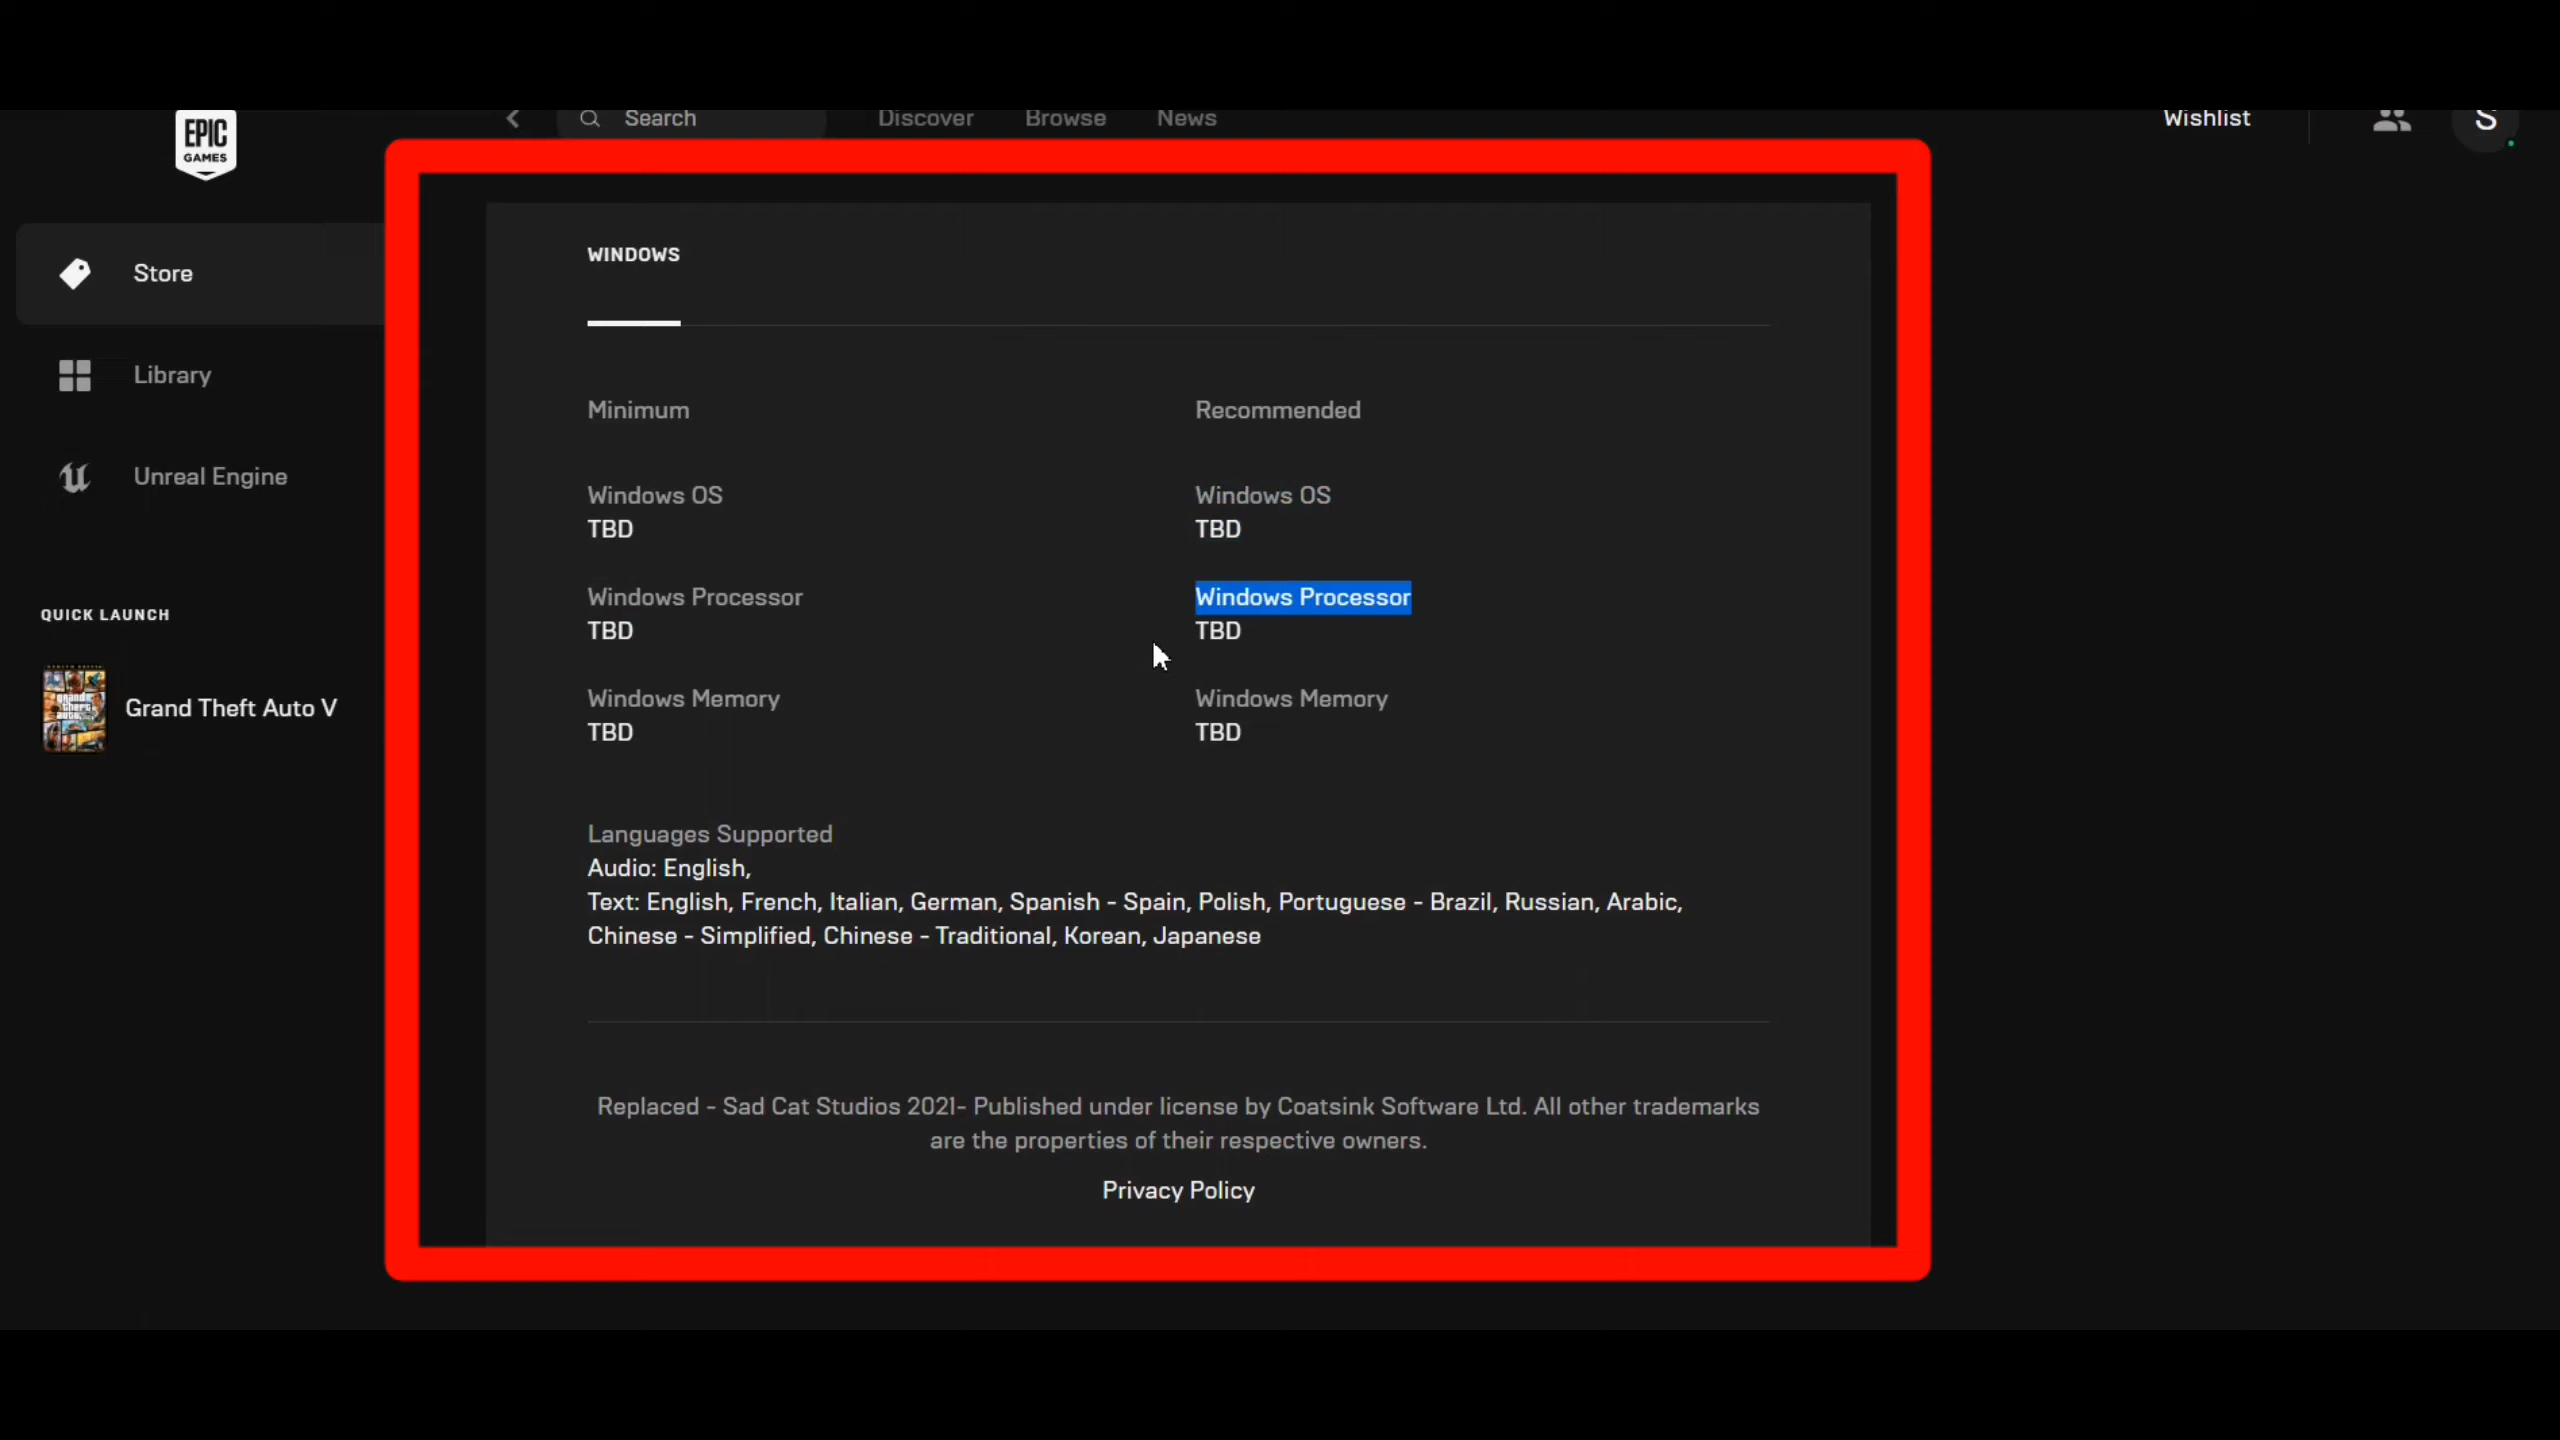 EPIC
GAMES
Search
Discover
Browse
News
Wishlist
S
Store
Library
Unreal Engine
QUICK LAUNCH
grand
theft
auto
Grand Theft Auto V
WINDOWS
Minimum
Recommended
Windows OS
TBD
Windows OS
TBD
Windows Processor
TBD
Windows Processor
TBD
Windows Memory
TBD
Windows Memory
TBD
Languages Supported
Audio: English,
Text: English, French, Italian, German, Spanish - Spain, Polish, Portuguese - Brazil, Russian, Arabic,
Chinese - Simplified, Chinese - Traditional, Korean, Japanese
Replaced - Sad Cat Studios 2021- Published under license by Coatsink Software Ltd. All other trademarks
are the properties of their respective owners.
Privacy Policy